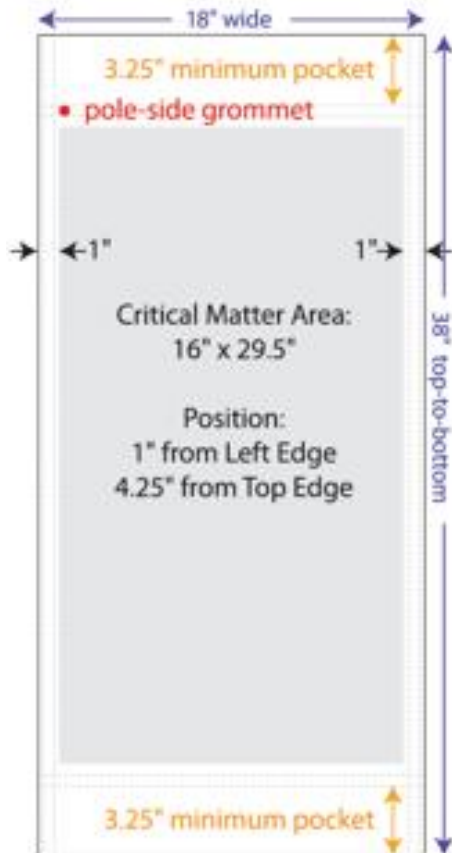 18" wide
3.25" minimum pocket
pole-side grommet
1"
1"
Critical Matter Area:
16" x 29.5"
Position:
1" from Left Edge
4.25" from Top Edge
38" top-to-bottom
3.25" minimum pocket